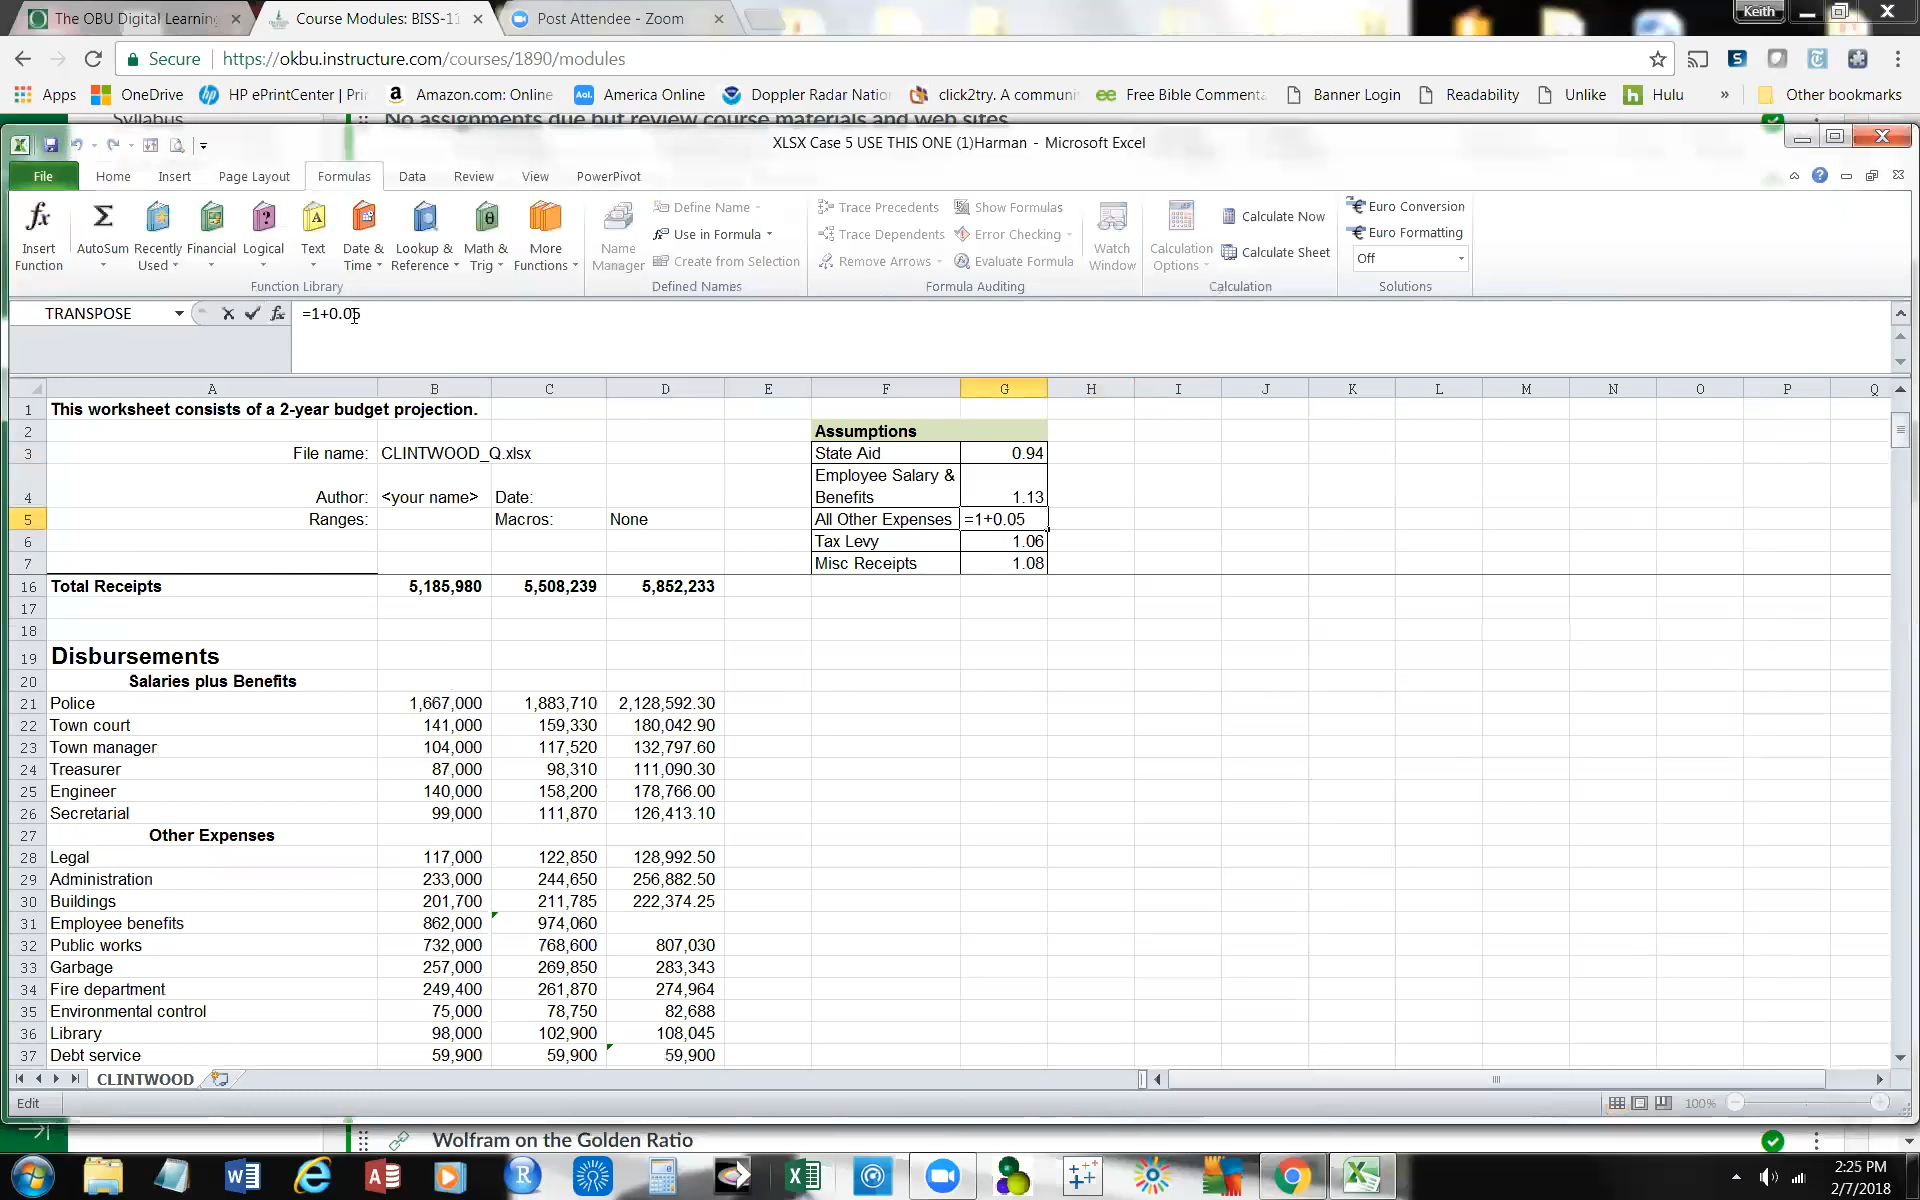 The OBU Digital Learning
Course Modules: BISS-11
Post Attendee - Zoom
Keith
Secure
https://okbu.instructure.com/courses/1890/modules
Apps
OneDrive
HP ePrintCenter | Prin
Amazon.com: Online
America Online
Doppler Radar Nation
click2try. A communi
Free Bible Commenta
Banner Login
Readability
Unlike
Hulu
»
Other bookmarks
Syllabus
No assignments due but review course materials and web sites
XLSX Case 5 USE THIS ONE (1)Harman - Microsoft Excel
File Home Insert Page Layout Formulas Data Review View PowerPivot
Insert Function
AutoSum
Recently Used
Financial
Logical
Text
Date & Time
Lookup & Reference
Math & Trig
More Functions
Function Library
Name Manager
Define Name
Use in Formula
Create from Selection
Defined Names
Trace Precedents
Trace Dependents
Remove Arrows
Show Formulas
Error Checking
Evaluate Formula
Formula Auditing
Watch Window
Calculation Options
Calculate Now
Calculate Sheet
Calculation
Euro Conversion
Euro Formatting
Off
Solutions
TRANSPOSE
=1+0.05
A B C D E F G H I J K L M N O P Q
1 This worksheet consists of a 2-year budget projection.
2 Assumptions
3 File name: CLINTWOOD_Q.xlsx State Aid 0.94
4 Author: <your name> Date: Employee Salary & Benefits 1.13
5 Ranges: Macros: None All Other Expenses =1+0.05
6 Tax Levy 1.06
7 Misc Receipts 1.08
16 Total Receipts 5,185,980 5,508,239 5,852,233
17
18
19 Disbursements
20 Salaries plus Benefits
21 Police 1,667,000 1,883,710 2,128,592.30
22 Town court 141,000 159,330 180,042.90
23 Town manager 104,000 117,520 132,797.60
24 Treasurer 87,000 98,310 111,090.30
25 Engineer 140,000 158,200 178,766.00
26 Secretarial 99,000 111,870 126,413.10
27 Other Expenses
28 Legal 117,000 122,850 128,992.50
29 Administration 233,000 244,650 256,882.50
30 Buildings 201,700 211,785 222,374.25
31 Employee benefits 862,000 974,060
32 Public works 732,000 768,600 807,030
33 Garbage 257,000 269,850 283,343
34 Fire department 249,400 261,870 274,964
35 Environmental control 75,000 78,750 82,688
36 Library 98,000 102,900 108,045
37 Debt service 59,900 59,900 59,900
CLINTWOOD
Edit
100%
Wolfram on the Golden Ratio
2:25 PM
2/7/2018